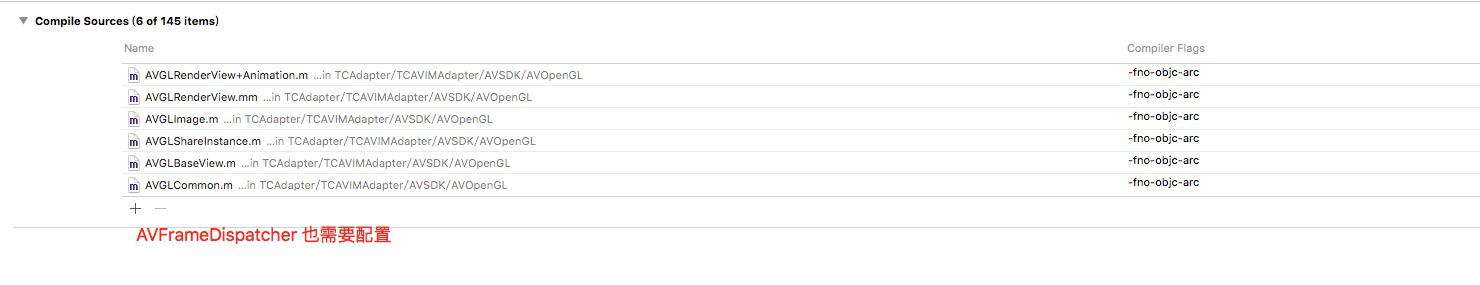 Compile Sources (6 of 145 items)
Name Compiler Flags
AVGLRenderView+Animation.m ...in TCAdapter/TCAVIMAdapter/AVSDK/AVOpenGL -fno-objc-arc
AVGLRenderView.mm ...in TCAdapter/TCAVIMAdapter/AVSDK/AVOpenGL -fno-objc-arc
AVGLImage.m ...in TCAdapter/TCAVIMAdapter/AVSDK/AVOpenGL -fno-objc-arc
AVGLShareInstance.m ...in TCAdapter/TCAVIMAdapter/AVSDK/AVOpenGL -fno-objc-arc
AVGLBaseView.m ...in TCAdapter/TCAVIMAdapter/AVSDK/AVOpenGL -fno-objc-arc
AVGLCommon.m ...in TCAdapter/TCAVIMAdapter/AVSDK/AVOpenGL -fno-objc-arc
AVFrameDispatcher 也需要配置